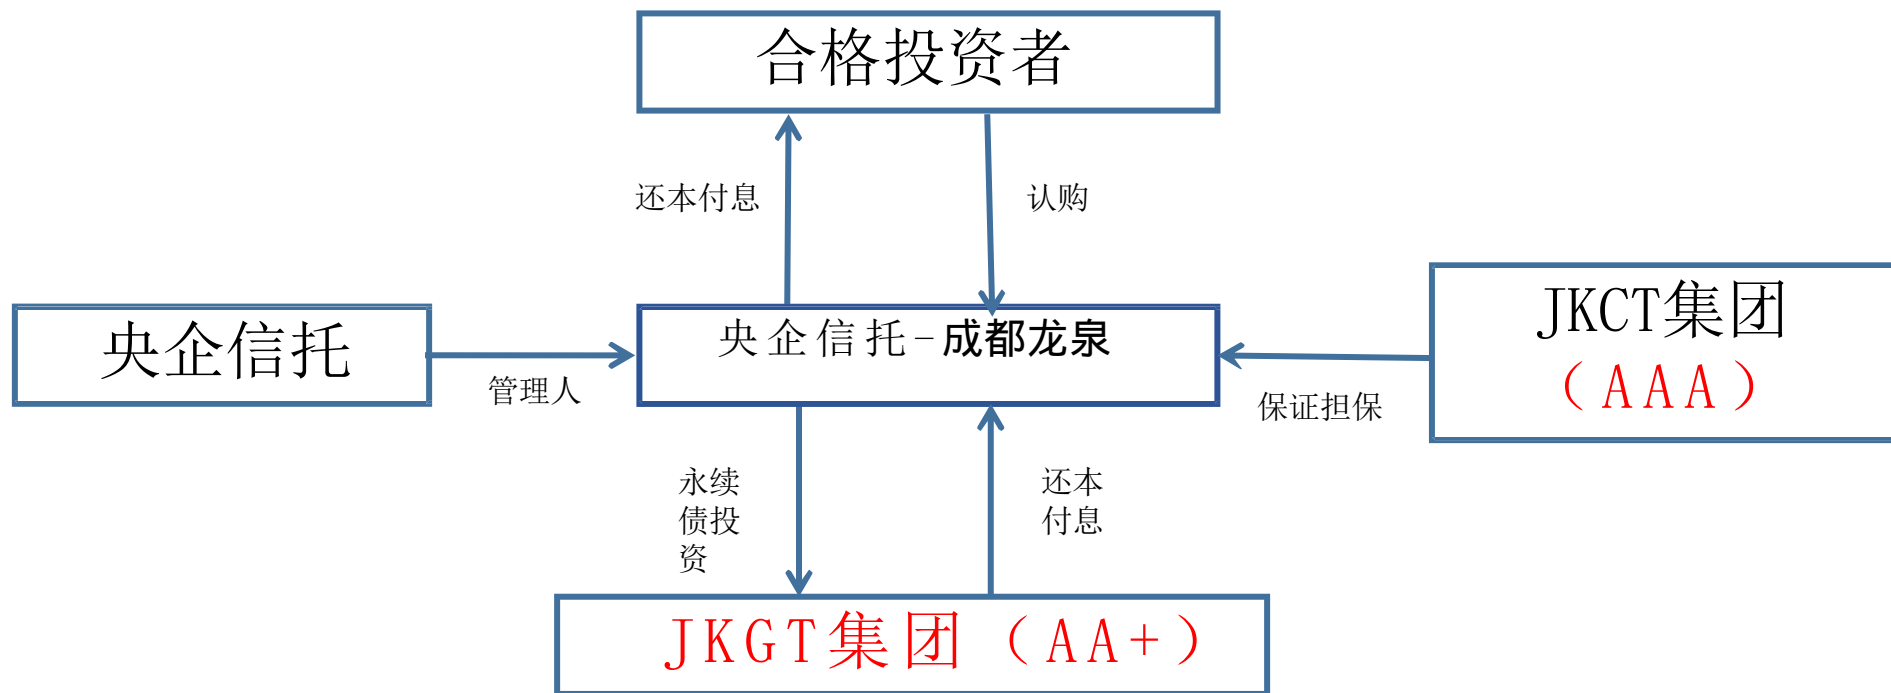 合格投资者
还本付息
认购
JKCT集团
（AAA）
央企信托
管理人
央企信托-成都龙泉
保证担保
永续
债投
资
还本
付息
JKGT集团（AA+）